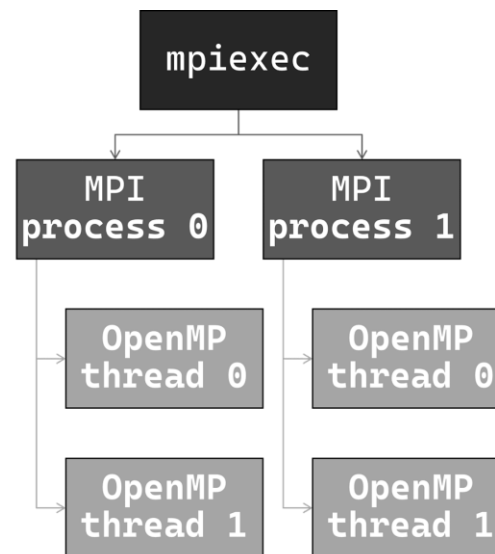 mpiexec
MPI
process 0
MPI
process 1
OpenMP
thread 0
OpenMP
thread 0
OpenMP
thread 1
OpenMP
thread 1